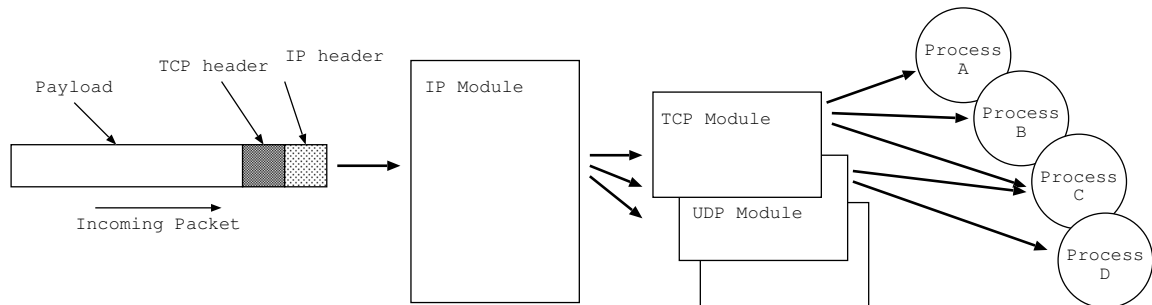 IP header
TCP header
Payload
Incoming Packet
IP Module
TCP Module
UDP Module
Process
A
Process
B
Process
C
Process
D